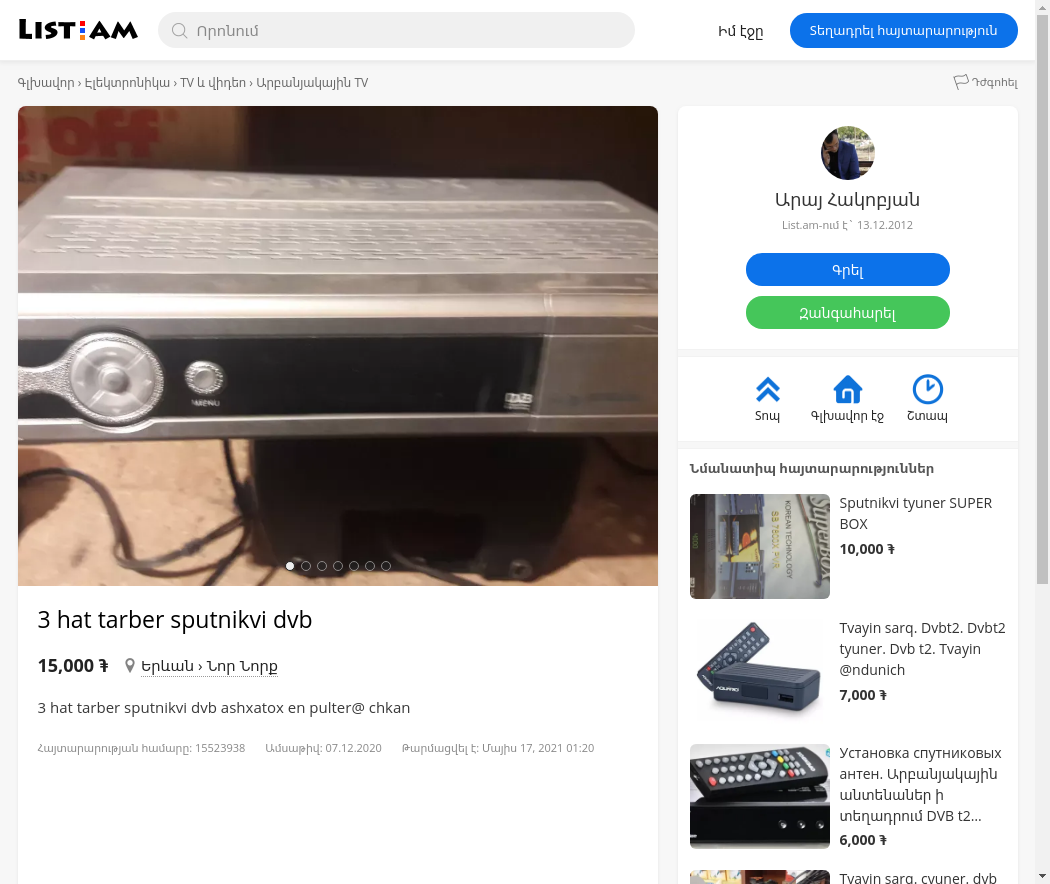 LIST.AM
Որոնում
Իմ էջը
Տեղադրել հայտարարություն
Գլխավոր › Էլեկտրոնիկա › TV և վիդեո › Արբանյակային TV
Դժգոհել
off
MENU
DVB
3 hat tarber sputnikvi dvb
15,000 ֏
Երևան › Նոր Նորք
3 hat tarber sputnikvi dvb ashxatox en pulter@ chkan
Հայտարարության համարը: 15523938
Ամսաթիվ: 07.12.2020
Թարմացվել է: Մայիս 17, 2021 01:20
Արայ Հակոբյան
List.am-ում է` 13.12.2012
Գրել
Զանգահարել
Տոպ
Գլխավոր էջ
Շտապ
Նմանատիպ հայտարարություններ
KOREAN TECHNOLOGY
Superbox
Sputnikvi tyuner SUPER
BOX
10,000 ֏
Tvayin sarq. Dvbt2. Dvbt2
tyuner. Dvb t2. Tvayin
@ndunich
7,000 ֏
Установка спутниковых
антен. Արբանյակային
անտենաներ ի
տեղադրում DVB t2...
6,000 ֏
Tvayin sarq. cyuner. dvb